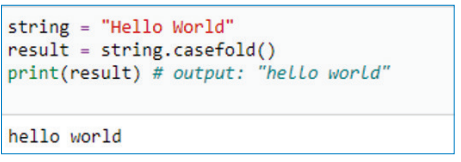 string = "Hello World"
result = string.casefold()
print(result) # output: "hello world"
hello world